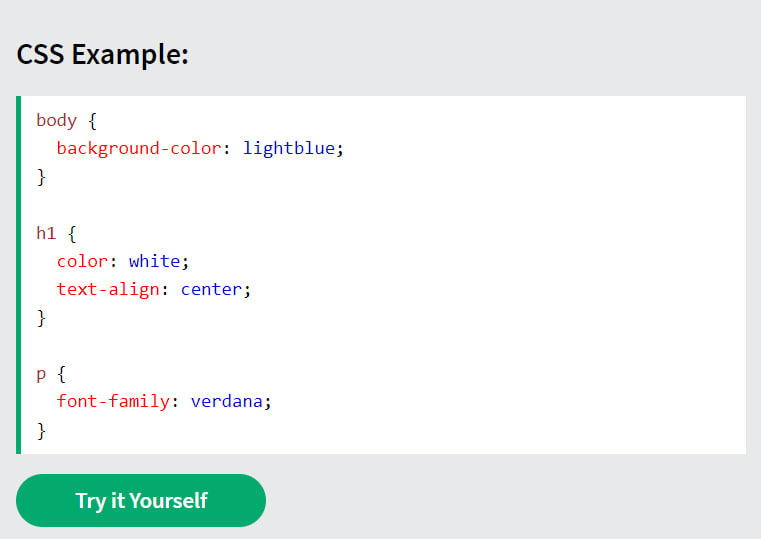 CSS Example:
body {
  background-color: lightblue;
}

h1 {
  color: white;
  text-align: center;
}

p {
  font-family: verdana;
}
Try it Yourself